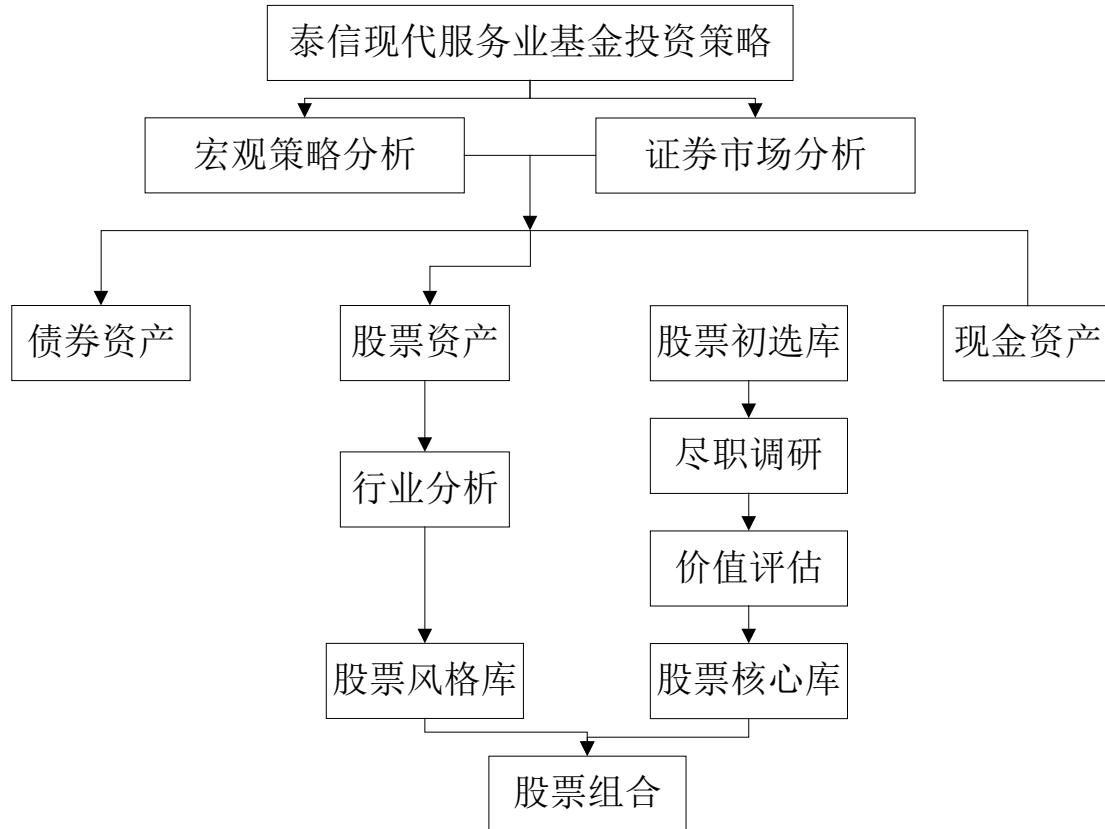 泰信现代服务业基金投资策略
宏观策略分析
证券市场分析
债券资产
股票资产
股票初选库
现金资产
尽职调研
行业分析
价值评估
股票风格库
股票核心库
股票组合